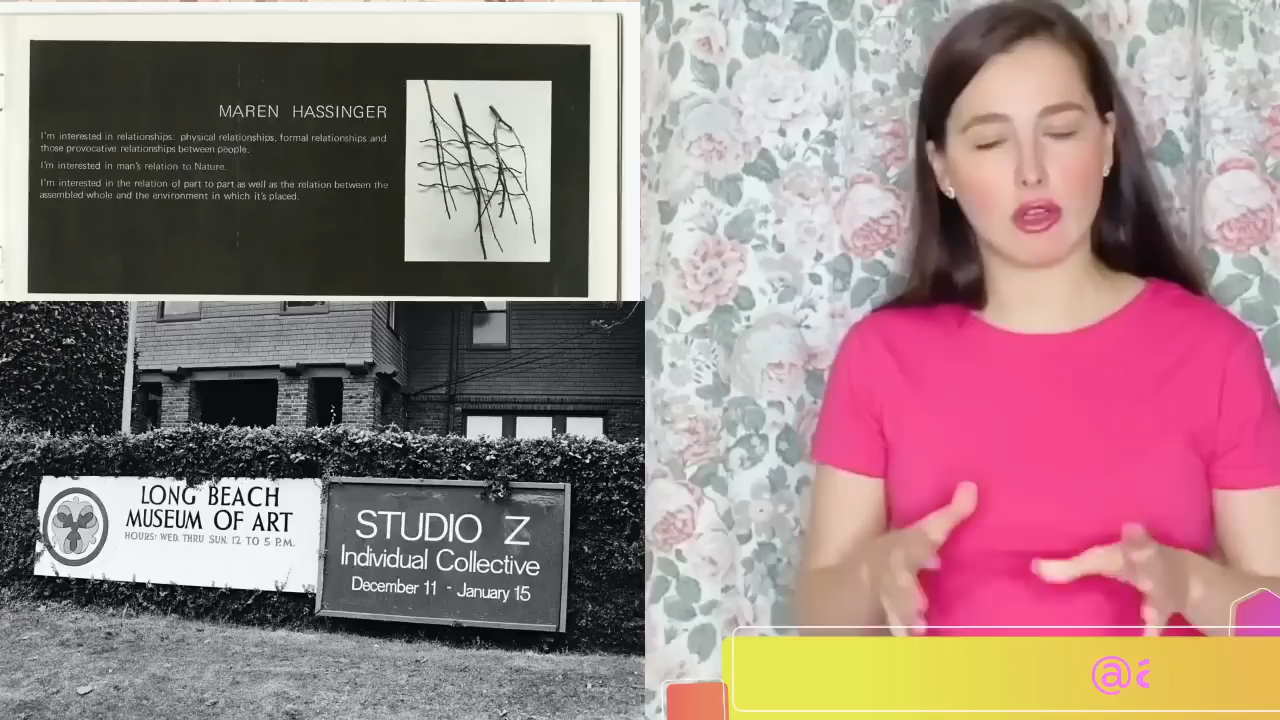 MAREN HASSINGER
I'm interested in relationships: physical relationships, formal relationships and
those provocative relationships between people.
I'm interested in man's relation to Nature.
I'm interested in the relation of part to part as well as the relation between the
assembled whole and the environment in which it's placed.
LONG BEACH
MUSEUM OF ART
HOURS: WED. THRU SUN. 12 TO 5 P.M.
STUDIO Z
Individual Collective
December 11 - January 15
@